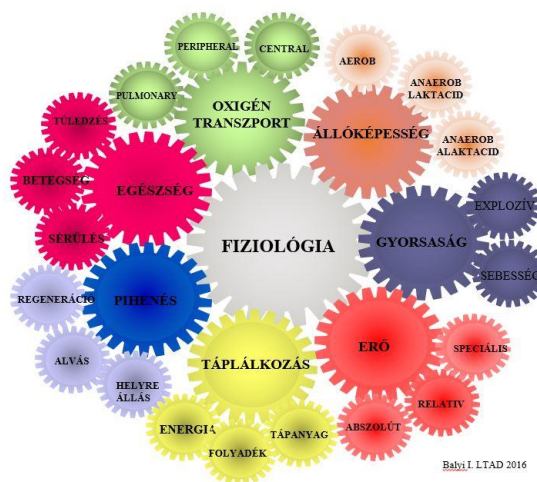 PERIPHERAL
CENTRAL
PULMONARY
OXIGÉN
TRANSZPORT
AEROB
ANAEROB
LAKTACID
ANAEROB
ALAKTACID
ÁLLÓKÉPESSÉG
TÚLEDZÉS
BETEGSÉG
SÉRÜLÉS
EGÉSZSÉG
FIZIOLÓGIA
GYORSASÁG
EXPLOZÍV
SEBESSÉG
REGENERÁCIÓ
ALVÁS
HELYRE
ÁLLÁS
PIHENÉS
TÁPLÁLKOZÁS
ENERGIA
FOLYADÉK
TÁPANYAG
ERŐ
SPECIÁLIS
RELATIV
ABSZOLÚT
Balyi I. LTAD 2016